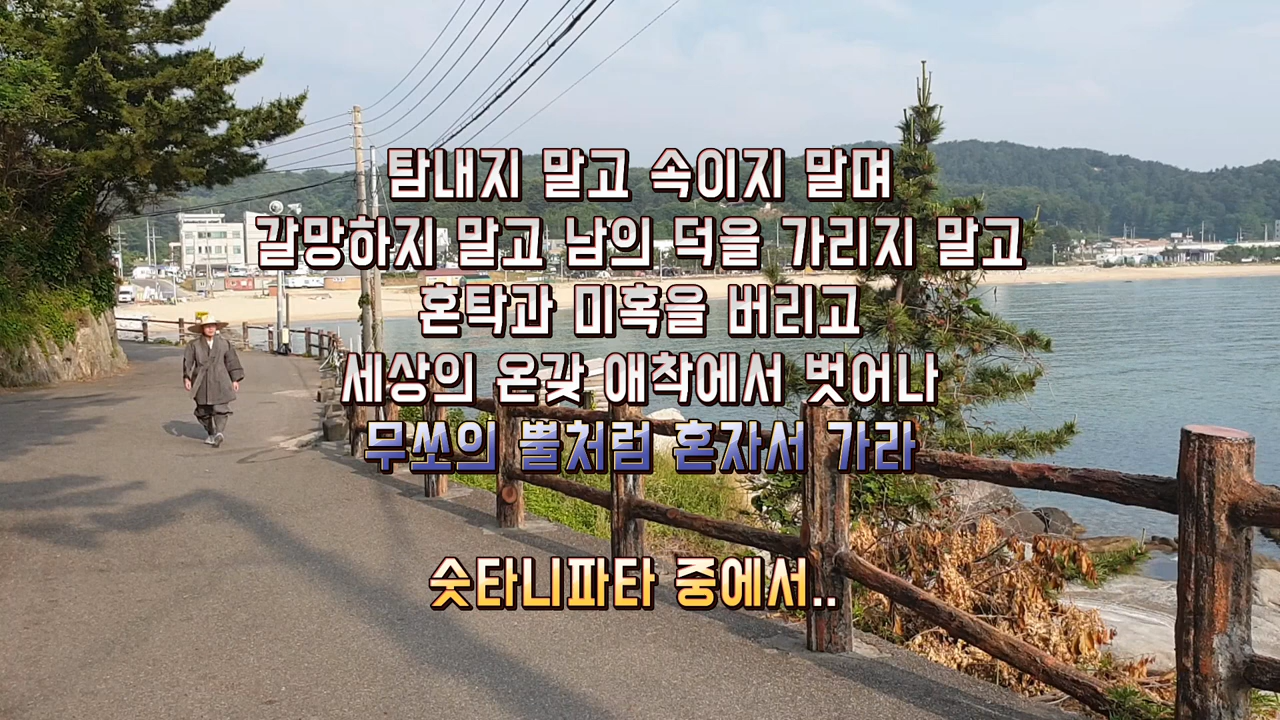 탐내지 말고 속이지 말며
갈망하지 말고 남의 덕을 가리지 말고
혼탁과 미혹을 버리고
세상의 온갖 애착에서 벗어나
무쏘의 뿔처럼 혼자서 가라
숫타니파타 중에서..